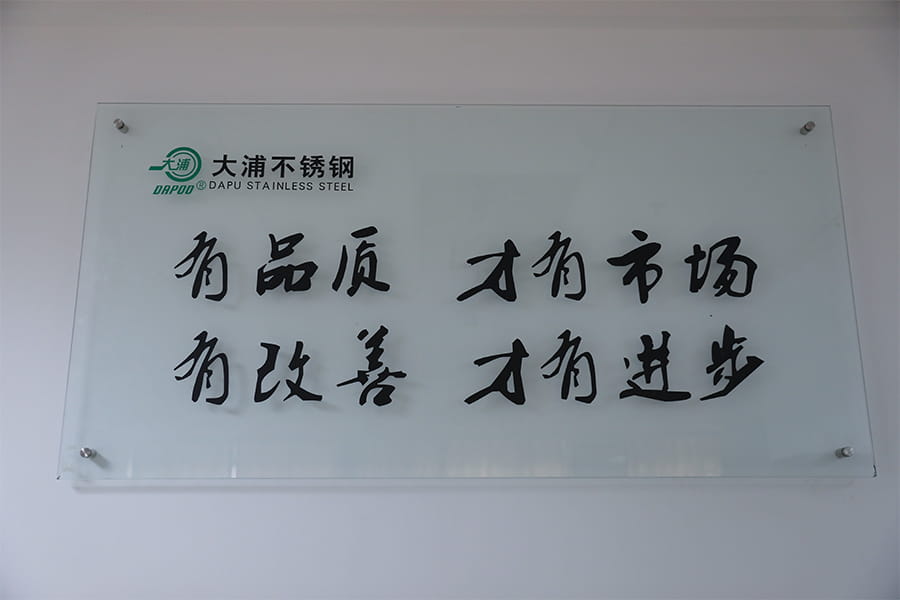 大浦
大浦不锈钢
DAPOO® DAPU STAINLESS STEEL
有品质 才有市场
有改善 才有进步